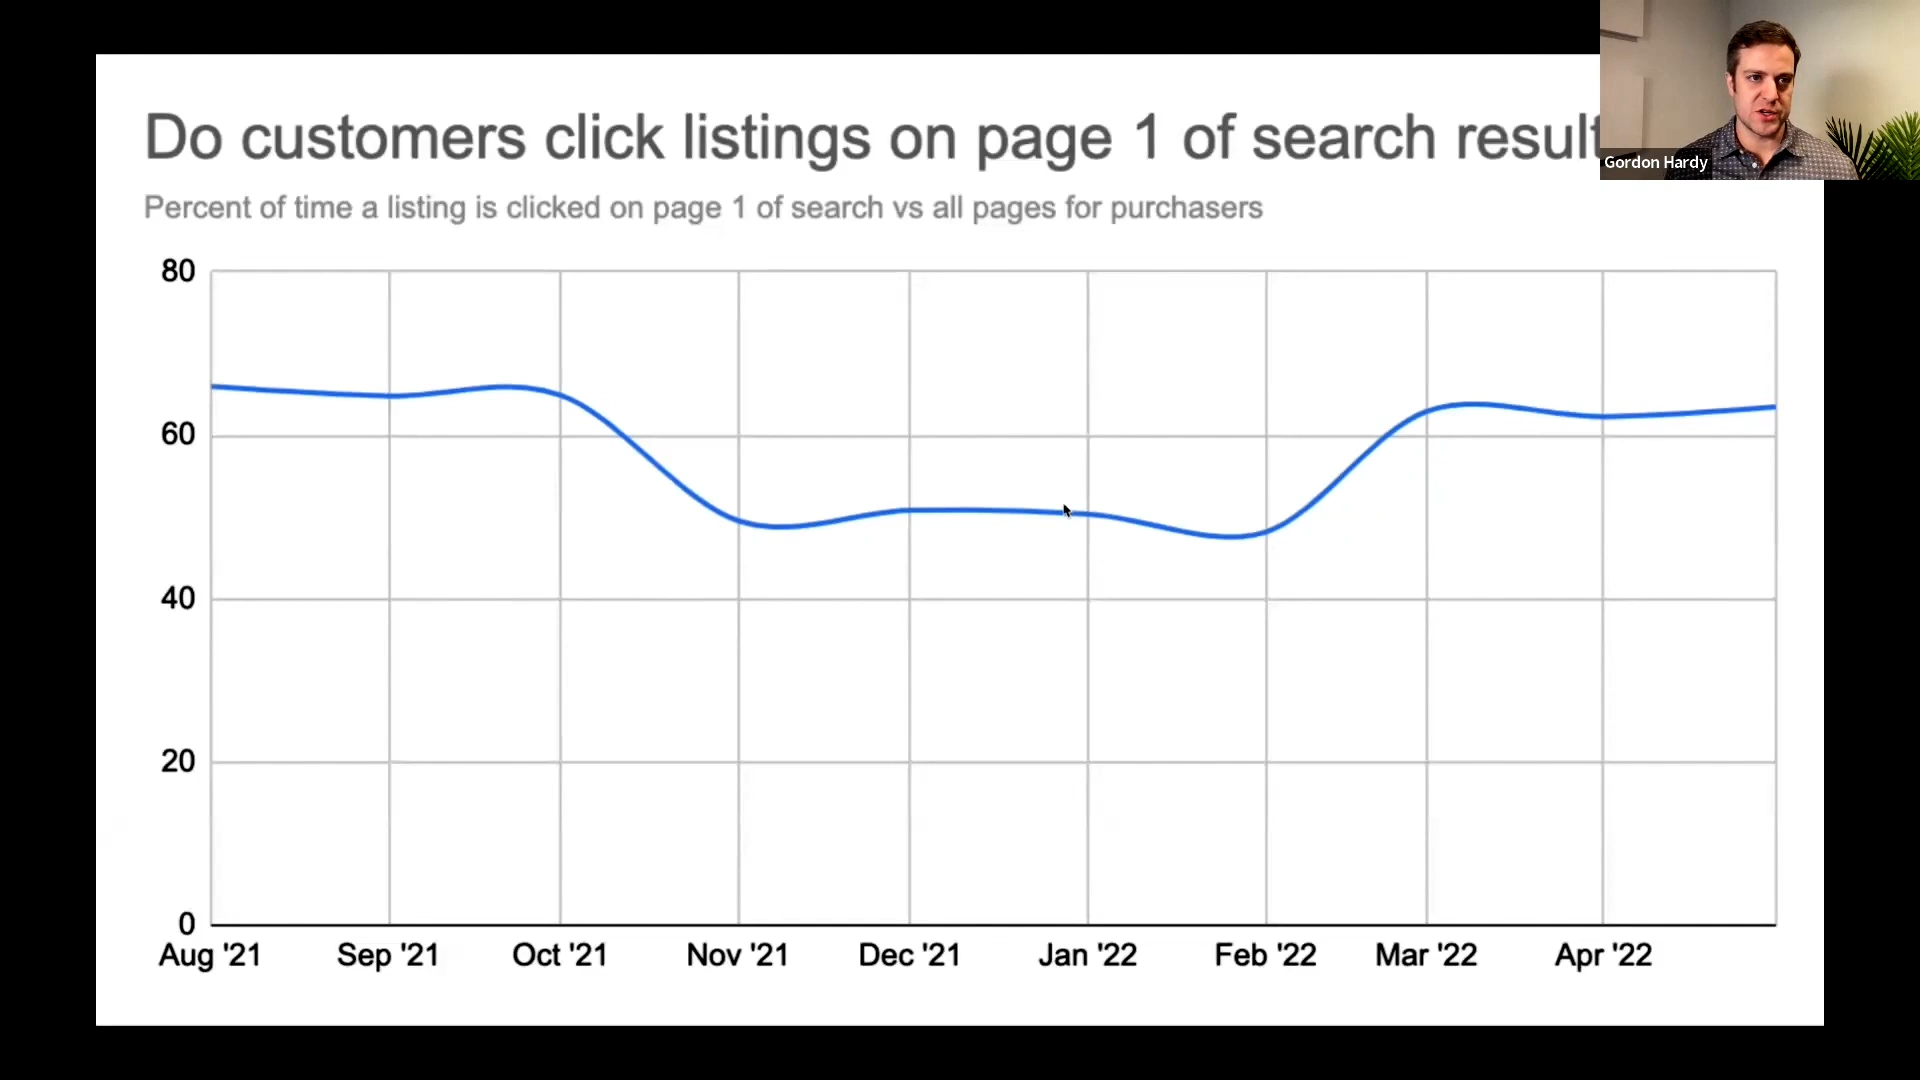 Do customers click listings on page 1 of search result
Gordon Hardy
Percent of time a listing is clicked on page 1 of search vs all pages for purchasers
80
60
40
20
0
Aug '21 Sep '21 Oct '21 Nov '21 Dec '21 Jan '22 Feb '22 Mar '22 Apr '22